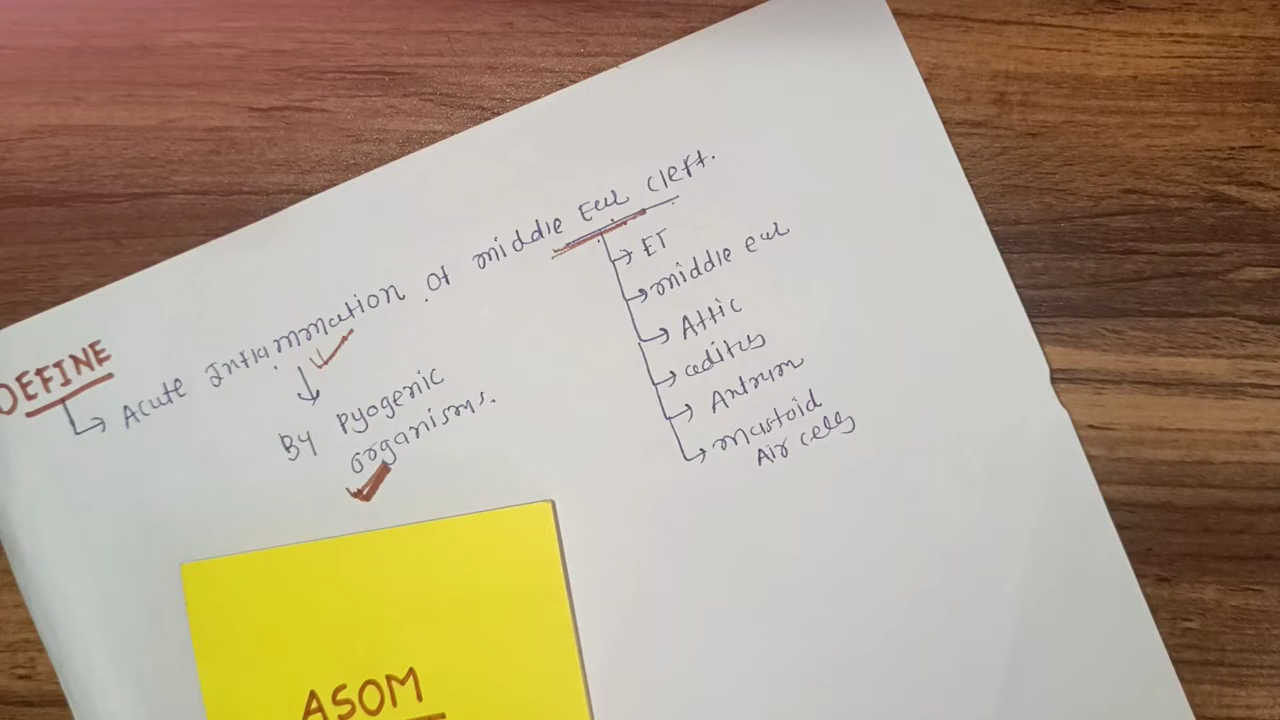 DEFINE
Acute Inflammation of middle Ear Cleft.
By Pyogenic
organisms.
ET
middle ear
Attic
aditus
Antrum
mastoid
Air cells
ASOM